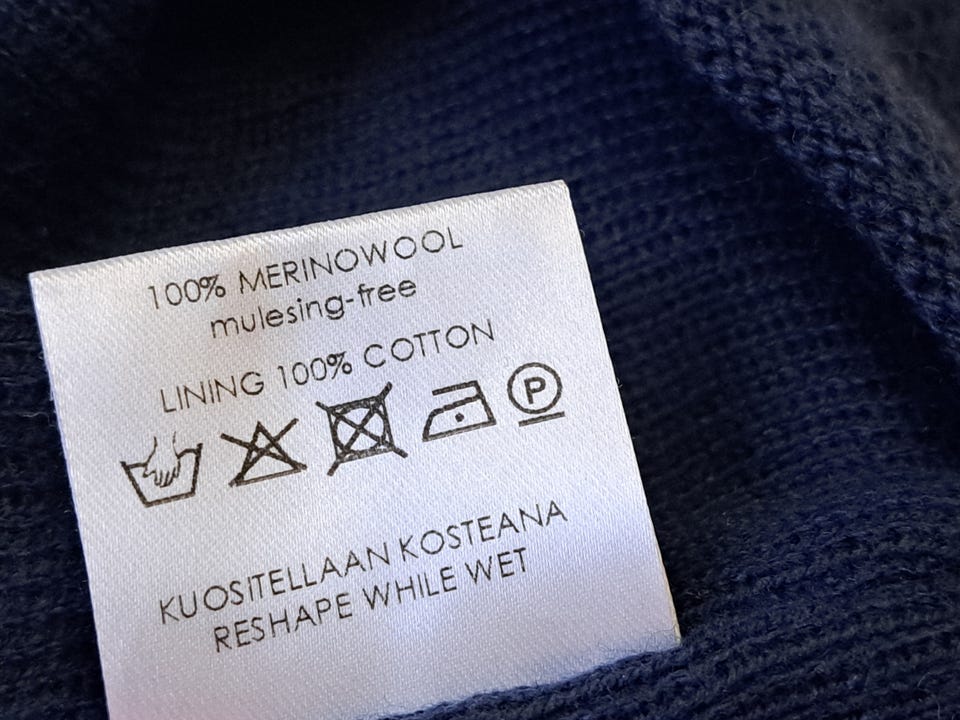 100% MERINOWOOL
mulesing-free
LINING 100% COTTON
P
KUOSITELLAAN KOSTEANA
RESHAPE WHILE WET